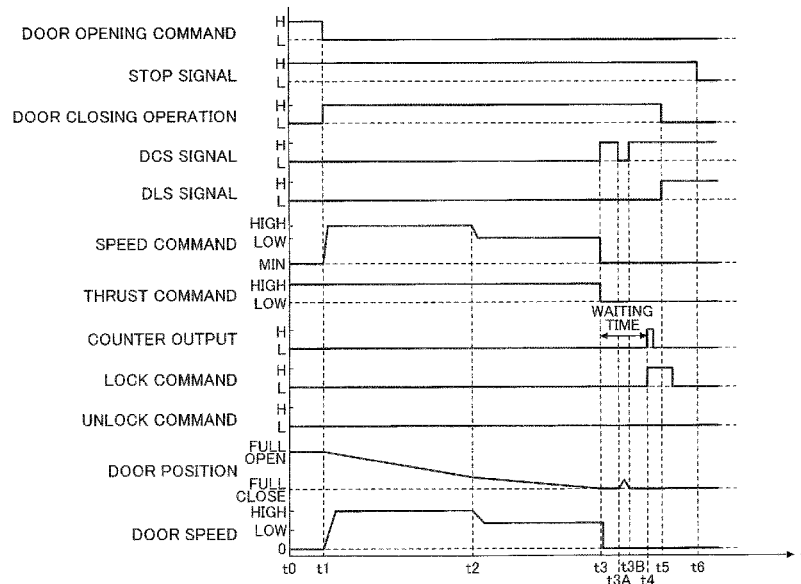 DOOR OPENING COMMAND
H
L
STOP SIGNAL
H
L
DOOR CLOSING OPERATION
H
L
DCS SIGNAL
H
L
DLS SIGNAL
H
L
SPEED COMMAND
HIGH
LOW
MIN
THRUST COMMAND
HIGH
LOW
WAITING
TIME
COUNTER OUTPUT
H
L
LOCK COMMAND
H
L
UNLOCK COMMAND
H
L
DOOR POSITION
FULL
OPEN
FULL
CLOSE
DOOR SPEED
HIGH
LOW
0
t0 t1 t2 t3 t3B t5 t6
t3A t4